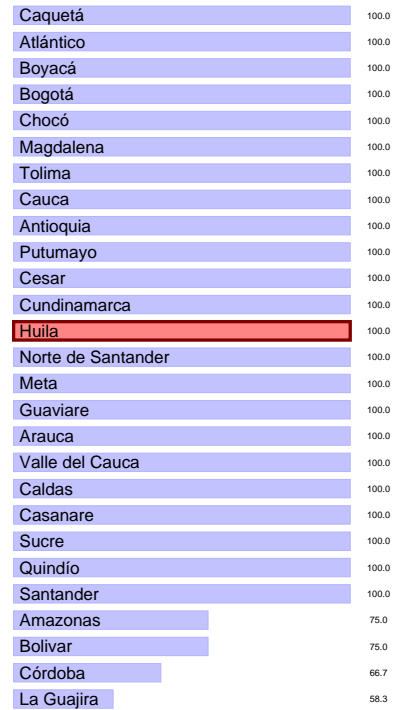 Caquetá 100.0
Atlántico 100.0
Boyacá 100.0
Bogotá 100.0
Chocó 100.0
Magdalena 100.0
Tolima 100.0
Cauca 100.0
Antioquia 100.0
Putumayo 100.0
Cesar 100.0
Cundinamarca 100.0
Huila 100.0
Norte de Santander 100.0
Meta 100.0
Guaviare 100.0
Arauca 100.0
Valle del Cauca 100.0
Caldas 100.0
Casanare 100.0
Sucre 100.0
Quindío 100.0
Santander 100.0
Amazonas 75.0
Bolivar 75.0
Córdoba 66.7
La Guajira 58.3